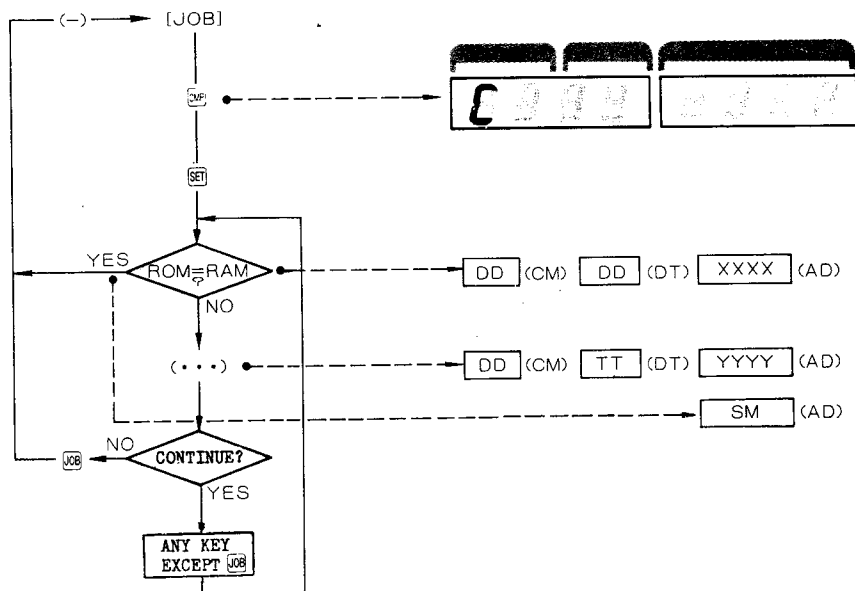 (—) [JOB]
CMP
C
SET
YES ROM=RAM ? DD (CM) DD (DT) XXXX (AD)
NO
(・・・) DD (CM) TT (DT) YYYY (AD)
SM (AD)
NO CONTINUE?
JOB
YES
ANY KEY
EXCEPT JOB